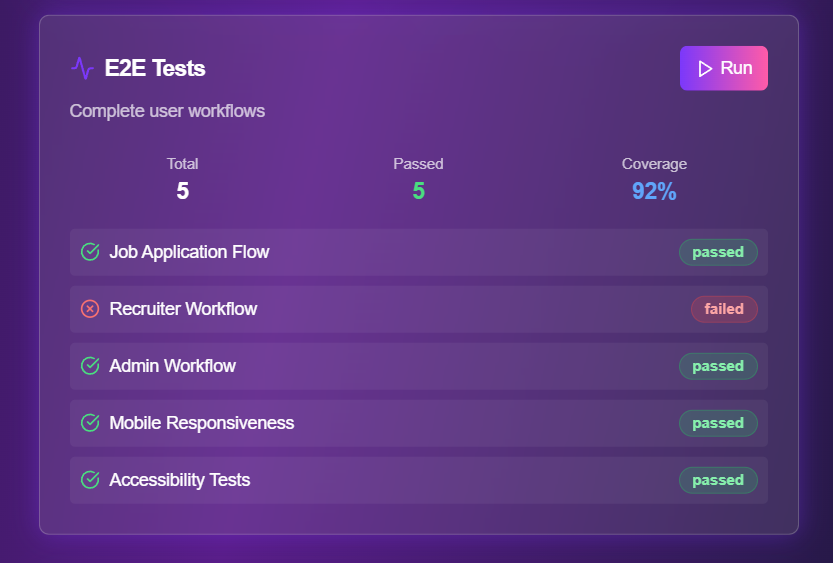 E2E Tests
Run
Complete user workflows
Total
Passed
Coverage
5
5
92%
Job Application Flow
passed
Recruiter Workflow
failed
Admin Workflow
passed
Mobile Responsiveness
passed
Accessibility Tests
passed